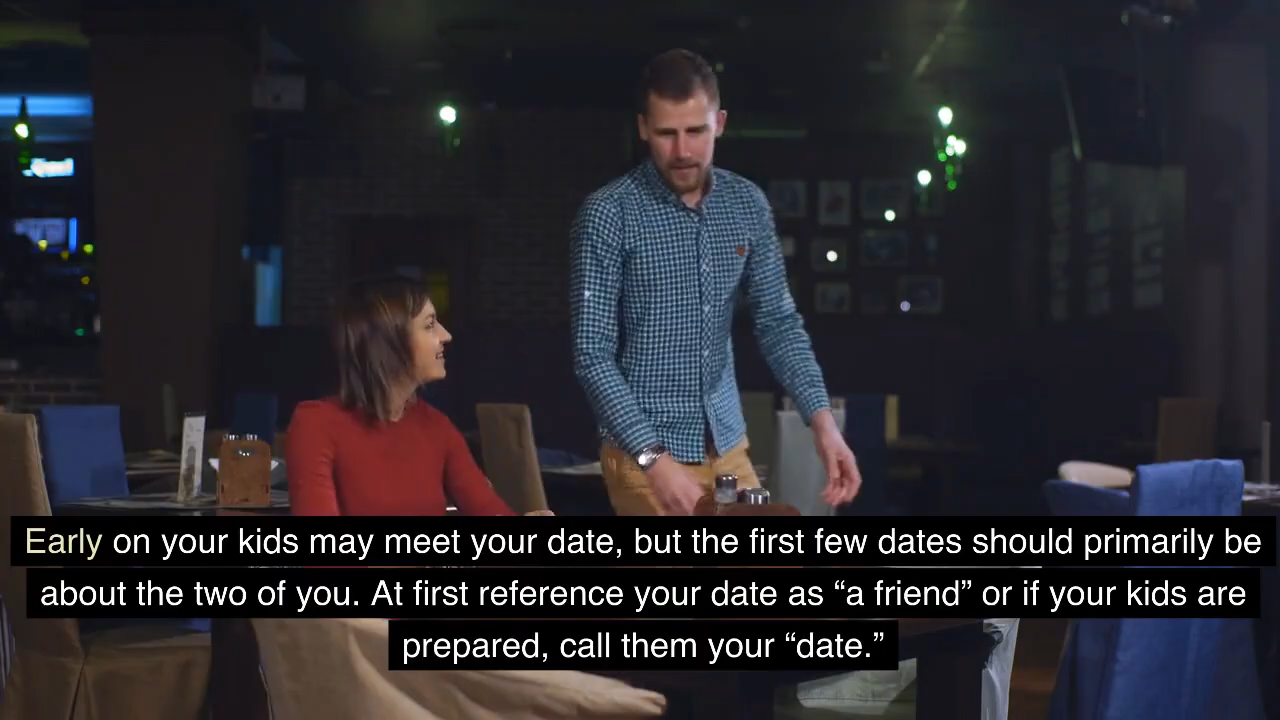 Early on your kids may meet your date, but the first few dates should primarily be
about the two of you. At first reference your date as “a friend” or if your kids are
prepared, call them your “date.”